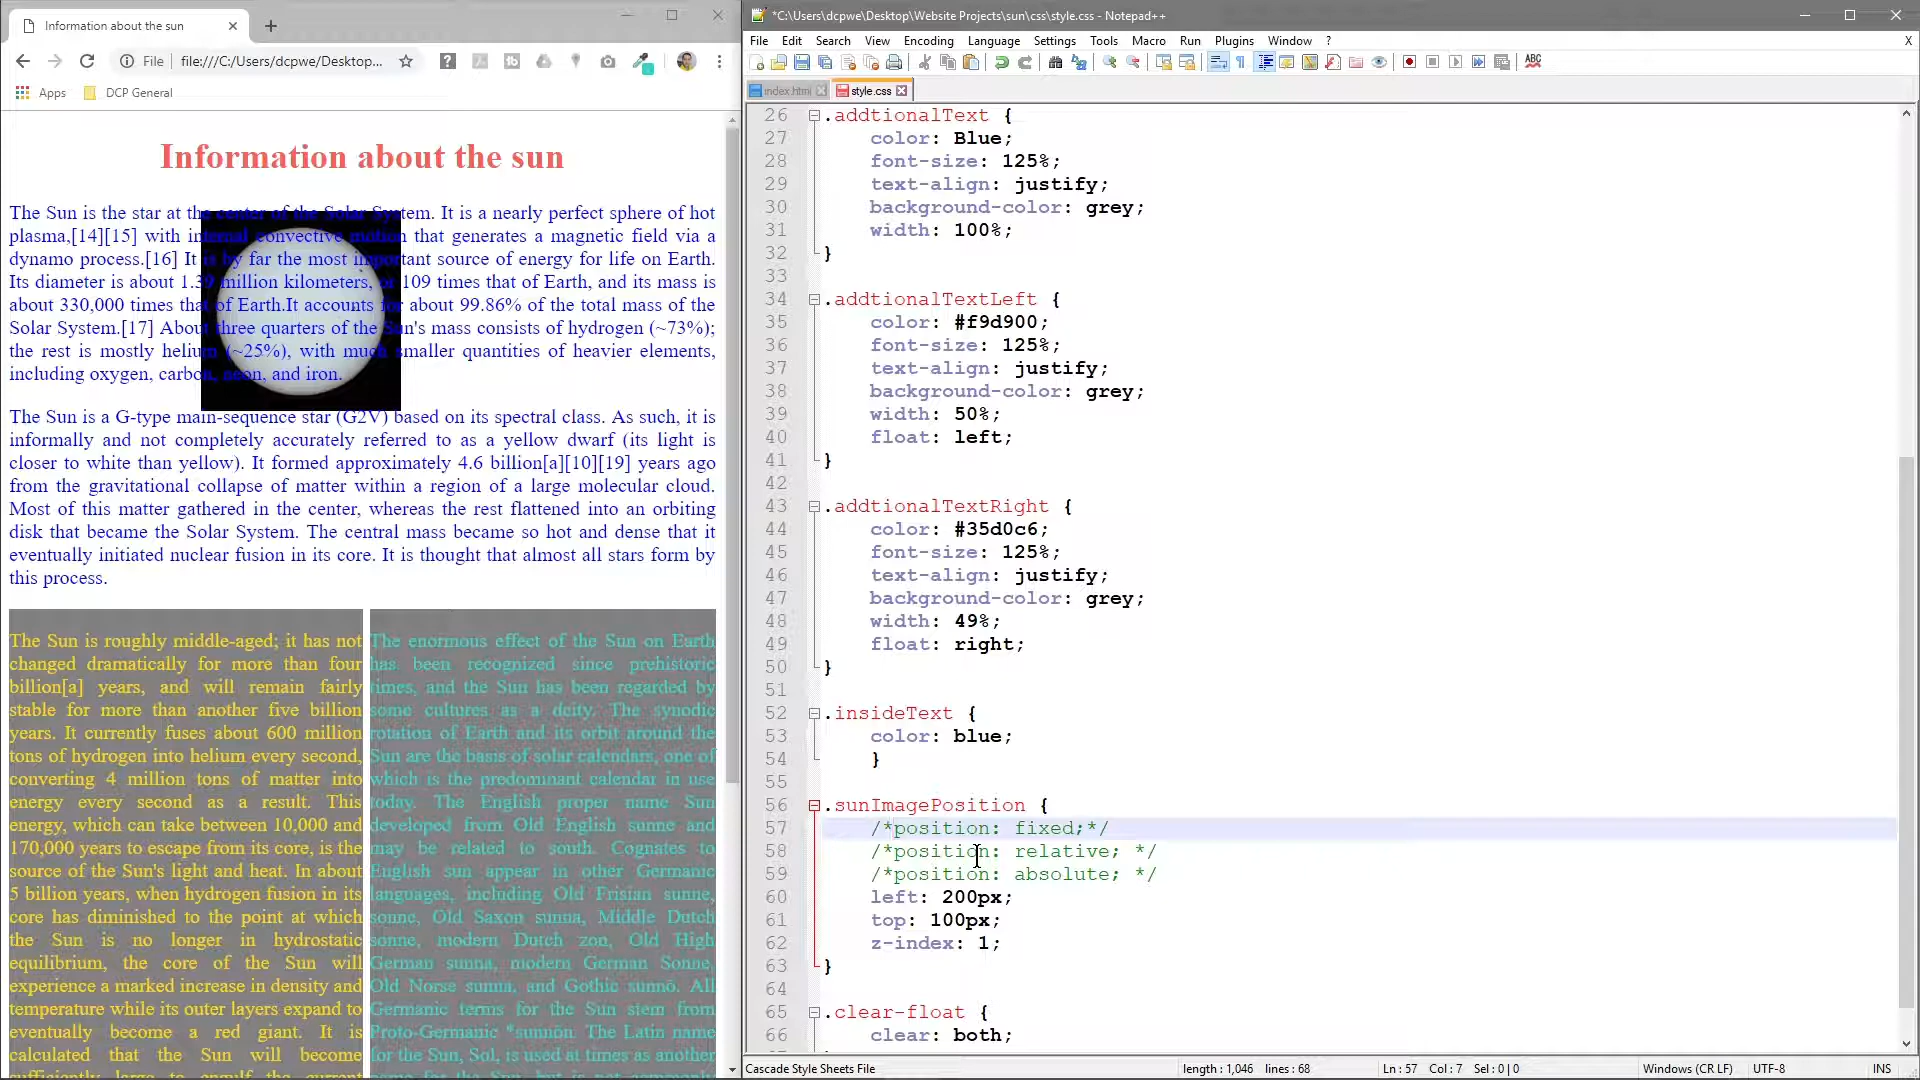 Information about the sun
File file:///C:/Users/dcpwe/Desktop...
Apps DCP General
Information about the sun
The Sun is the star at the center of the Solar System. It is a nearly perfect sphere of hot
plasma,[14][15] with internal convective motion that generates a magnetic field via a
dynamo process.[16] It is by far the most important source of energy for life on Earth.
Its diameter is about 1.39 million kilometers, or 109 times that of Earth, and its mass is
about 330,000 times that of Earth.It accounts for about 99.86% of the total mass of the
Solar System.[17] About three quarters of the Sun's mass consists of hydrogen (~73%);
the rest is mostly helium (~25%), with much smaller quantities of heavier elements,
including oxygen, carbon, neon, and iron.
The Sun is a G-type main-sequence star (G2V) based on its spectral class. As such, it is
informally and not completely accurately referred to as a yellow dwarf (its light is
closer to white than yellow). It formed approximately 4.6 billion[a][10][19] years ago
from the gravitational collapse of matter within a region of a large molecular cloud.
Most of this matter gathered in the center, whereas the rest flattened into an orbiting
disk that became the Solar System. The central mass became so hot and dense that it
eventually initiated nuclear fusion in its core. It is thought that almost all stars form by
this process.
The Sun is roughly middle-aged; it has not
changed dramatically for more than four
billion[a] years, and will remain fairly
stable for more than another five billion
years. It currently fuses about 600 million
tons of hydrogen into helium every second,
converting 4 million tons of matter into
energy every second as a result. This
energy, which can take between 10,000 and
170,000 years to escape from its core, is the
source of the Sun's light and heat. In about
5 billion years, when hydrogen fusion in its
core has diminished to the point at which
the Sun is no longer in hydrostatic
equilibrium, the core of the Sun will
experience a marked increase in density and
temperature while its outer layers expand to
eventually become a red giant. It is
calculated that the Sun will become
sufficiently large to engulf the current
The enormous effect of the Sun on Earth
has been recognized since prehistoric
times, and the Sun has been regarded by
some cultures as a deity. The synodic
rotation of Earth and its orbit around the
Sun are the basis of solar calendars, one of
which is the predominant calendar in use
today. The English proper name Sun
developed from Old English sunne and
may be related to south. Cognates to
English sun appear in other Germanic
languages, including Old Frisian sunne,
sonne, Old Saxon sunna, Middle Dutch
sonne, modern Dutch zon, Old High
German sunna, modern German Sonne,
Old Norse sunna, and Gothic sunnō. All
Germanic terms for the Sun stem from
Proto-Germanic *sunnōn. The Latin name
for the Sun, Sol, is used at times as another
name for the Sun, but is not commonly
*C:\Users\dcpwe\Desktop\Website Projects\sun\css\style.css - Notepad++
File Edit Search View Encoding Language Settings Tools Macro Run Plugins Window ? X
ABC
index.html style.css
26 .addtionalText {
27 color: Blue;
28 font-size: 125%;
29 text-align: justify;
30 background-color: grey;
31 width: 100%;
32 }
33
34 .addtionalTextLeft {
35 color: #f9d900;
36 font-size: 125%;
37 text-align: justify;
38 background-color: grey;
39 width: 50%;
40 float: left;
41 }
42
43 .addtionalTextRight {
44 color: #35d0c6;
45 font-size: 125%;
46 text-align: justify;
47 background-color: grey;
48 width: 49%;
49 float: right;
50 }
51
52 .insideText {
53 color: blue;
54 }
55
56 .sunImagePosition {
57 /*position: fixed;*/
58 /*position: relative; */
59 /*position: absolute; */
60 left: 200px;
61 top: 100px;
62 z-index: 1;
63 }
64
65 .clear-float {
66 clear: both;
Cascade Style Sheets File length : 1,046 lines : 68 Ln : 57 Col : 7 Sel : 0 | 0 Windows (CR LF) UTF-8 INS